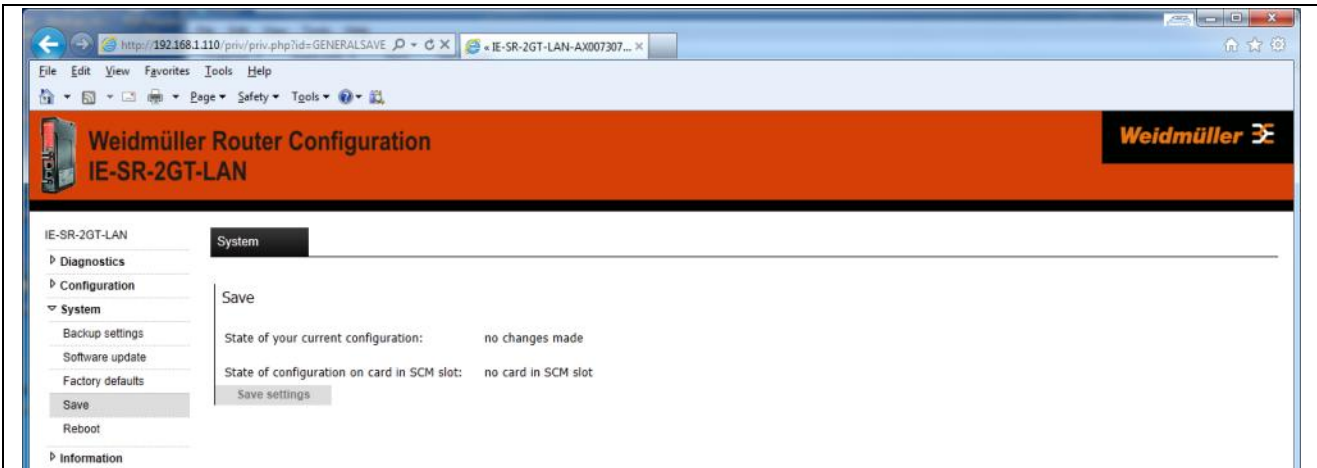 http://192.168.1.110/priv/priv.php?id=GENERALSAVE
« IE-SR-2GT-LAN-AX007307...
File Edit View Favorites Tools Help
Page Safety Tools
Weidmüller Router Configuration
IE-SR-2GT-LAN
Weidmüller
IE-SR-2GT-LAN
System
Diagnostics
Configuration
System
Backup settings
Software update
Factory defaults
Save
Reboot
Information
Save
State of your current configuration: no changes made
State of configuration on card in SCM slot: no card in SCM slot
Save settings